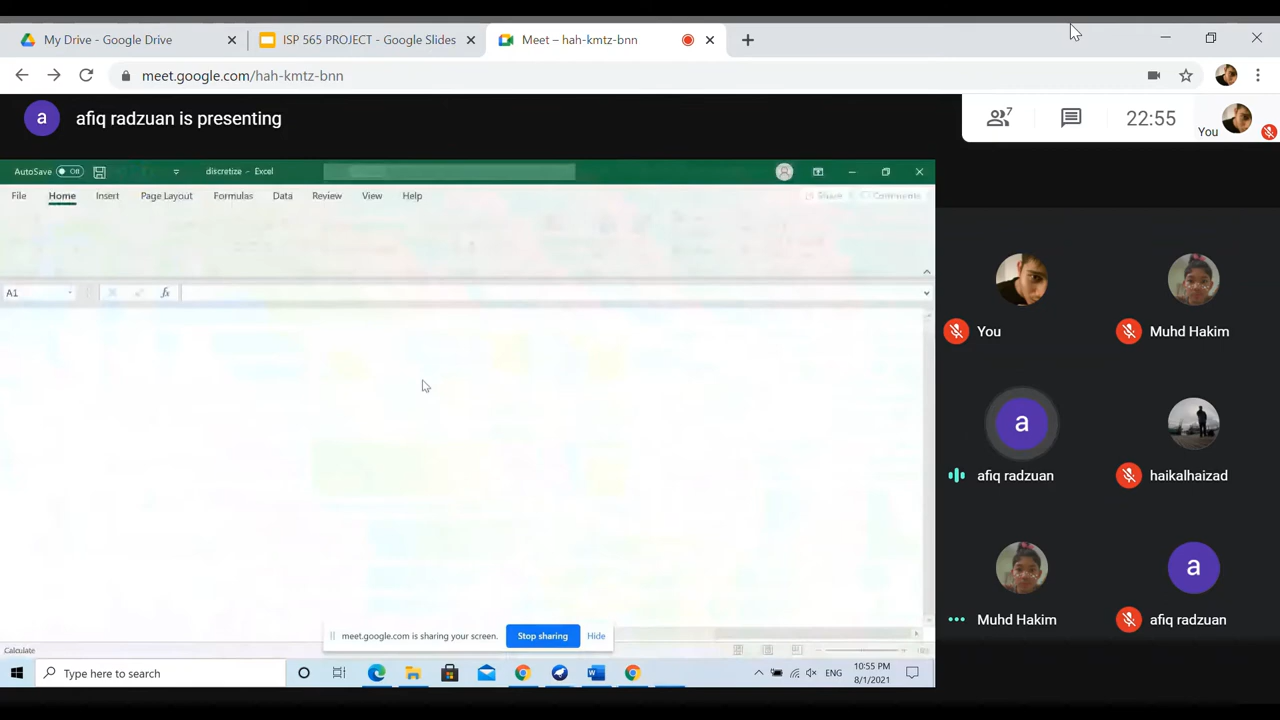 My Drive - Google Drive
ISP 565 PROJECT - Google Slides
Meet – hah-kmtz-bnn
meet.google.com/hah-kmtz-bnn
a
afiq radzuan is presenting
7
22:55
You
AutoSave
Off
discretize - Excel
File
Home
Insert
Page Layout
Formulas
Data
Review
View
Help
Share
Comments
A1
fx
You
Muhd Hakim
a
afiq radzuan
haikalhaizad
a
Muhd Hakim
afiq radzuan
meet.google.com is sharing your screen.
Stop sharing
Hide
Calculate
Type here to search
ENG
10:55 PM
8/1/2021